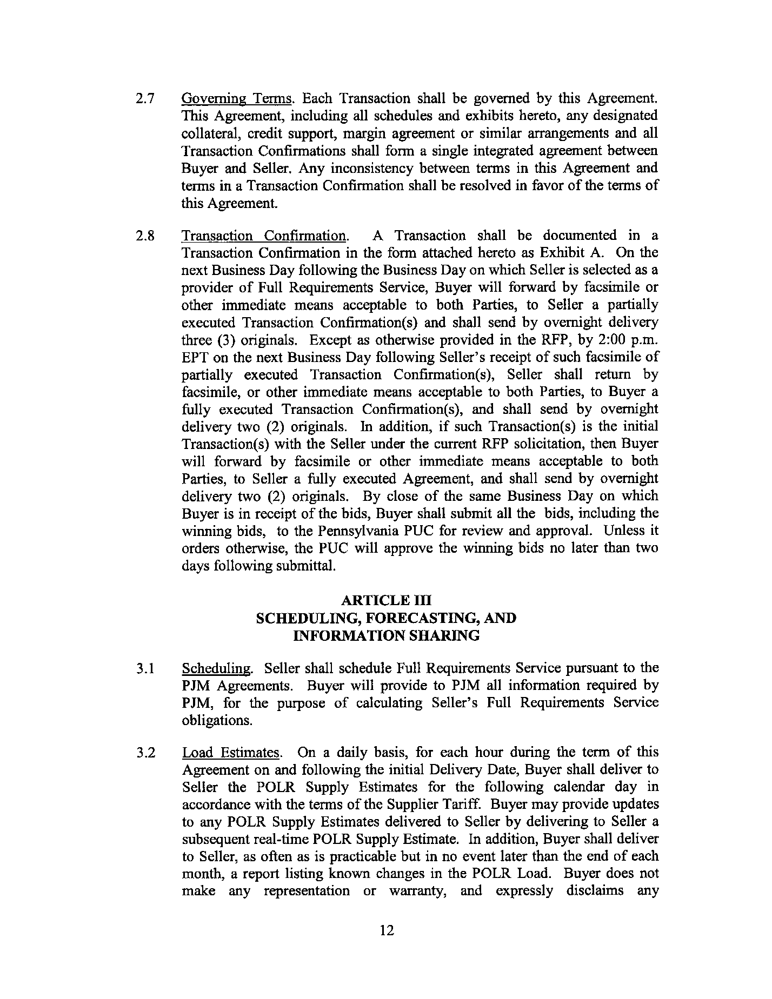 2.7 Governing Terms. Each Transaction shall be governed by this Agreement.
This Agreement, including all schedules and exhibits hereto, any designated
collateral, credit support, margin agreement or similar arrangements and all
Transaction Confirmations shall form a single integrated agreement between
Buyer and Seller. Any inconsistency between terms in this Agreement and
terms in a Transaction Confirmation shall be resolved in favor of the terms of
this Agreement.
2.8 Transaction Confirmation. A Transaction shall be documented in a
Transaction Confirmation in the form attached hereto as Exhibit A. On the
next Business Day following the Business Day on which Seller is selected as a
provider of Full Requirements Service, Buyer will forward by facsimile or
other immediate means acceptable to both Parties, to Seller a partially
executed Transaction Confirmation(s) and shall send by overnight delivery
three (3) originals. Except as otherwise provided in the RFP, by 2:00 p.m.
EPT on the next Business Day following Seller's receipt of such facsimile of
partially executed Transaction Confirmation(s), Seller shall return by
facsimile, or other immediate means acceptable to both Parties, to Buyer a
fully executed Transaction Confirmation(s), and shall send by overnight
delivery two (2) originals. In addition, if such Transaction(s) is the initial
Transaction(s) with the Seller under the current RFP solicitation, then Buyer
will forward by facsimile or other immediate means acceptable to both
Parties, to Seller a fully executed Agreement, and shall send by overnight
delivery two (2) originals. By close of the same Business Day on which
Buyer is in receipt of the bids, Buyer shall submit all the bids, including the
winning bids, to the Pennsylvania PUC for review and approval. Unless it
orders otherwise, the PUC will approve the winning bids no later than two
days following submittal.
ARTICLE III
SCHEDULING, FORECASTING, AND
INFORMATION SHARING
3.1 Scheduling. Seller shall schedule Full Requirements Service pursuant to the
PJM Agreements. Buyer will provide to PJM all information required by
PJM, for the purpose of calculating Seller's Full Requirements Service
obligations.
3.2 Load Estimates. On a daily basis, for each hour during the term of this
Agreement on and following the initial Delivery Date, Buyer shall deliver to
Seller the POLR Supply Estimates for the following calendar day in
accordance with the terms of the Supplier Tariff. Buyer may provide updates
to any POLR Supply Estimates delivered to Seller by delivering to Seller a
subsequent real-time POLR Supply Estimate. In addition, Buyer shall deliver
to Seller, as often as is practicable but in no event later than the end of each
month, a report listing known changes in the POLR Load. Buyer does not
make any representation or warranty, and expressly disclaims any
12